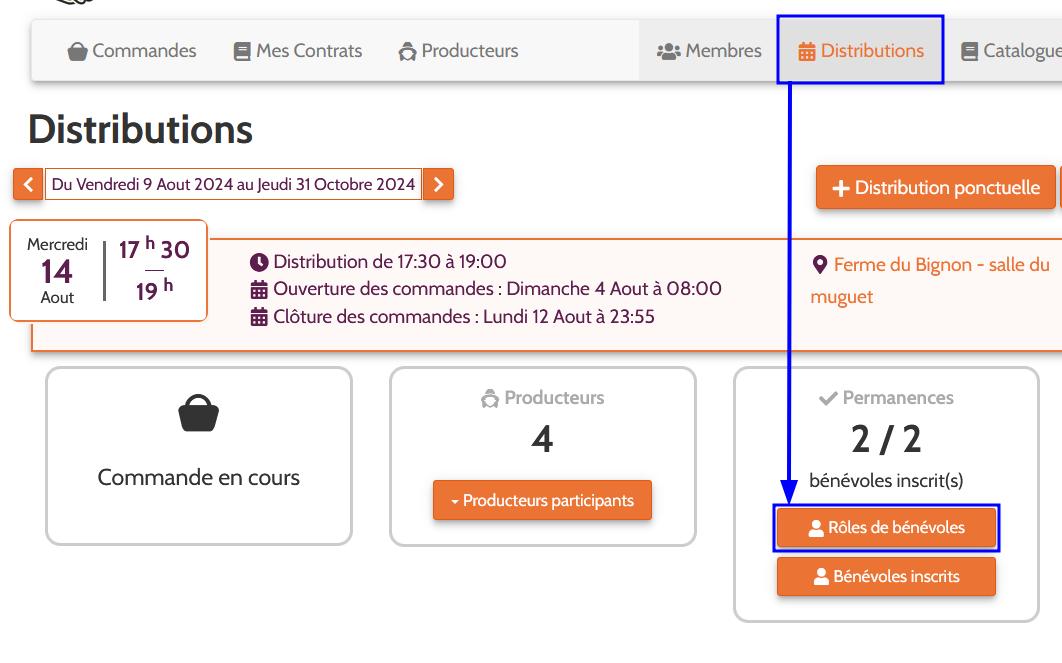 Commandes
Mes Contrats
Producteurs
Membres
Distributions
Catalogue
Distributions
Du Vendredi 9 Aout 2024 au Jeudi 31 Octobre 2024
Distribution ponctuelle
Mercredi
14
Aout
17 h 30
19 h
Distribution de 17:30 à 19:00
Ouverture des commandes : Dimanche 4 Aout à 08:00
Clôture des commandes : Lundi 12 Aout à 23:55
Ferme du Bignon - salle du
muguet
Commande en cours
Producteurs
4
Producteurs participants
Permanences
2 / 2
bénévoles inscrit(s)
Rôles de bénévoles
Bénévoles inscrits